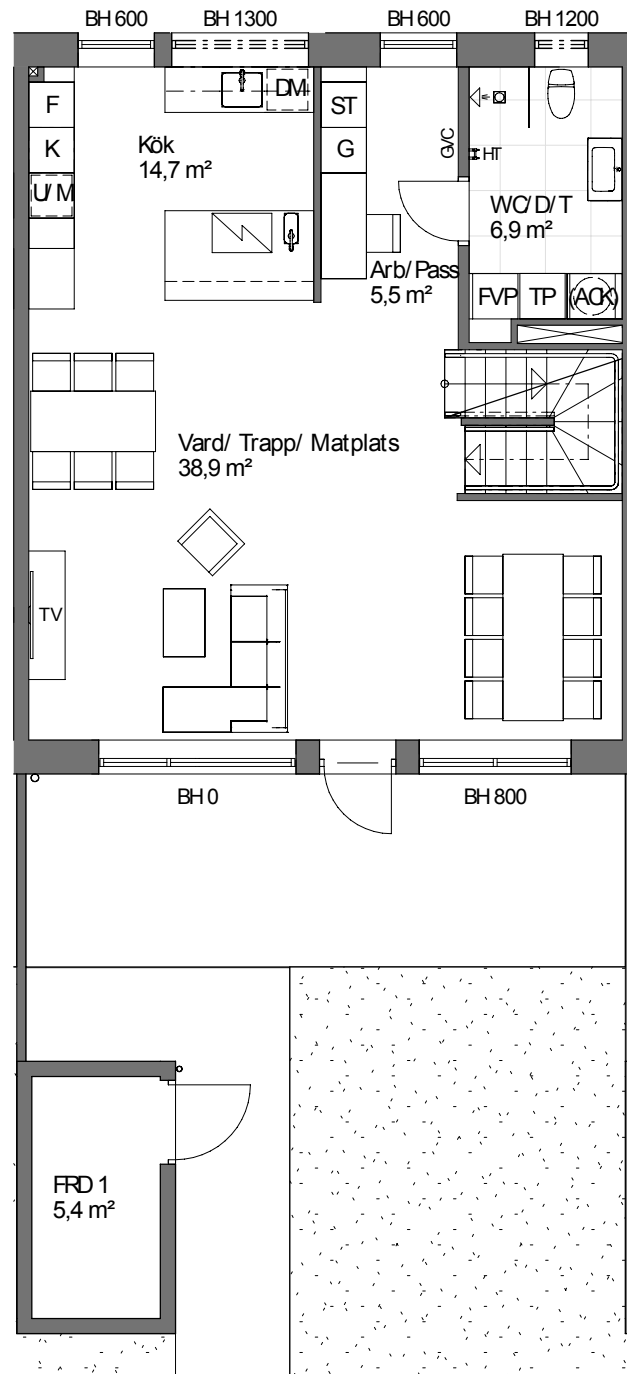 BH 600
BH 1300
BH 600
BH 1200
F
K
U/ M
DM
Kök
14,7 m²
ST
G
GVC
HT
WC/ D/ T
6,9 m²
Arb/ Pass
5,5 m²
FVP
TP
(ACK)
Vard/ Trapp/ Matplats
38,9 m²
TV
BH 0
BH 800
FRD 1
5,4 m²